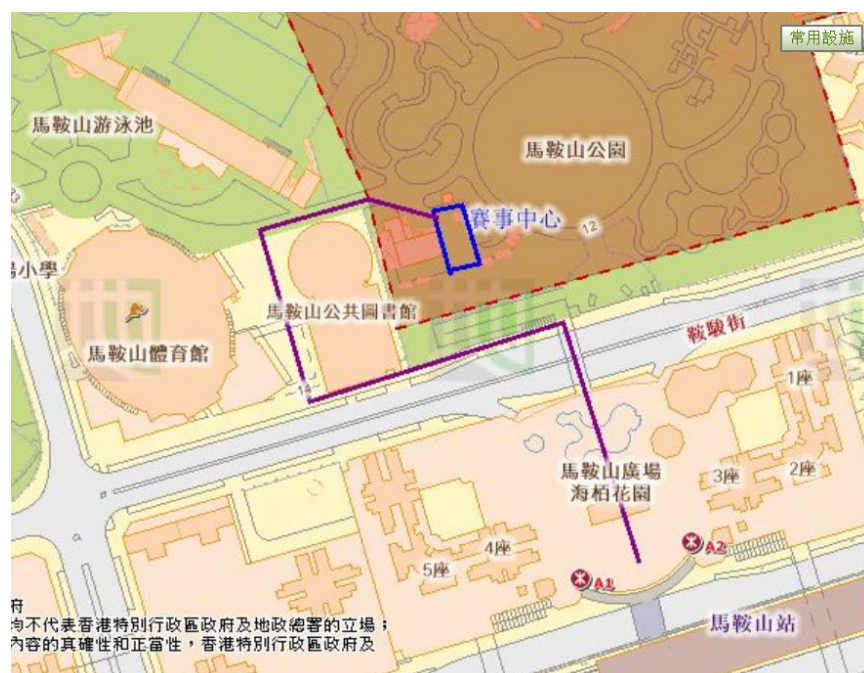 常用設施
馬鞍山游泳池
馬鞍山公園
賽事中心
12
小學
馬鞍山公共圖書館
馬鞍山體育館
鞍駿街
14
1座
馬鞍山廣場
海栢花園
3座
2座
4座
5座
A2
A1
馬鞍山站
府
不代表香港特別行政區政府及地政總署的立場；
內容的真確性和正當性，香港特別行政區政府及